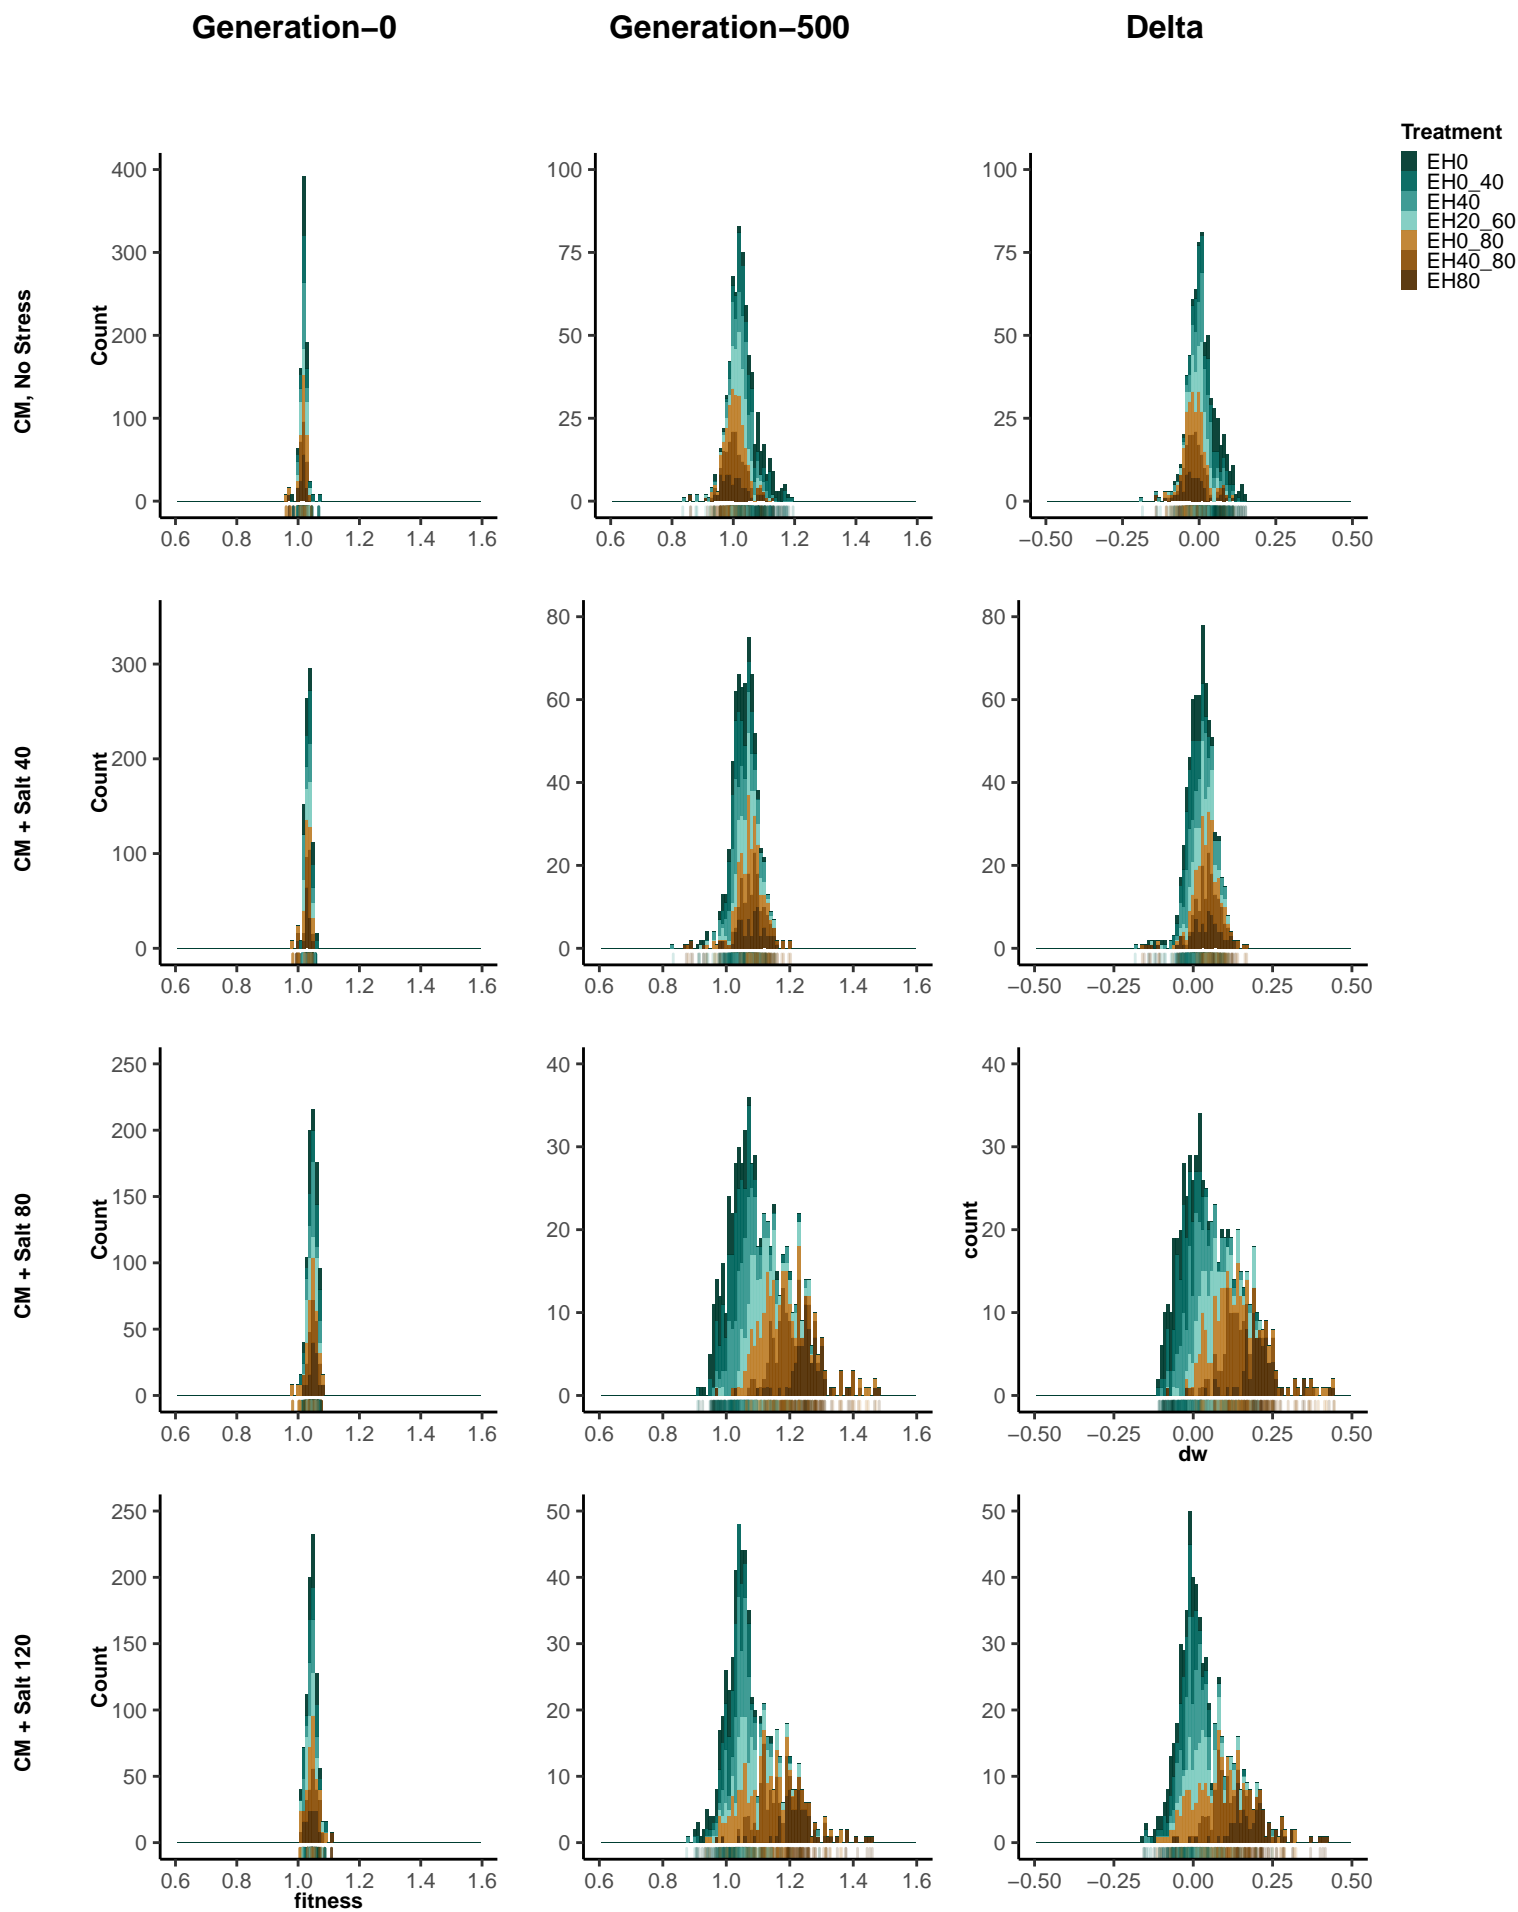 Generation−0 Generation−500 Delta
Treatment
EH0
EH0_40
EH40
EH20_60
EH0_80
EH40_80
EH80
CM, No Stress
Count
400
300
200
100
0
0.6 0.8 1.0 1.2 1.4 1.6
100
75
50
25
0
0.6 0.8 1.0 1.2 1.4 1.6
100
75
50
25
0
−0.50 −0.25 0.00 0.25 0.50
CM + Salt 40
Count
300
200
100
0
0.6 0.8 1.0 1.2 1.4 1.6
80
60
40
20
0
0.6 0.8 1.0 1.2 1.4 1.6
80
60
40
20
0
−0.50 −0.25 0.00 0.25 0.50
CM + Salt 80
Count
250
200
150
100
50
0
0.6 0.8 1.0 1.2 1.4 1.6
40
30
20
10
0
0.6 0.8 1.0 1.2 1.4 1.6
count
40
30
20
10
0
−0.50 −0.25 0.00 0.25 0.50
dw
CM + Salt 120
Count
250
200
150
100
50
0
0.6 0.8 1.0 1.2 1.4 1.6
fitness
50
40
30
20
10
0
0.6 0.8 1.0 1.2 1.4 1.6
50
40
30
20
10
0
−0.50 −0.25 0.00 0.25 0.50